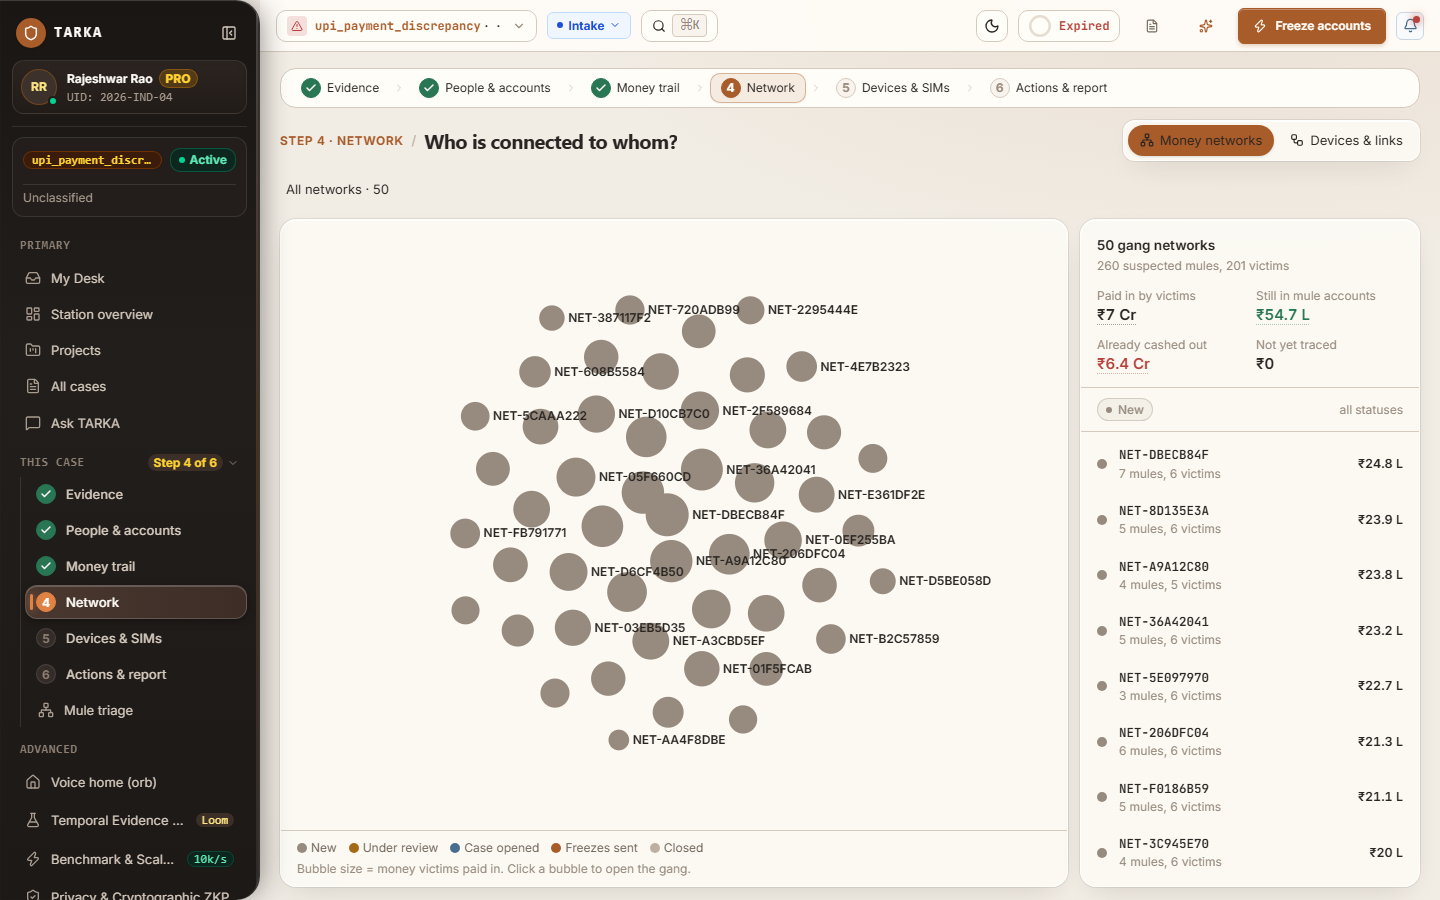 TARKA
RR
Rajeshwar Rao PRO
UID: 2026-IND-04
upi_payment_discr… Active
Unclassified
PRIMARY
My Desk
Station overview
Projects
All cases
Ask TARKA
THIS CASE Step 4 of 6
Evidence
People & accounts
Money trail
4 Network
5 Devices & SIMs
6 Actions & report
Mule triage
ADVANCED
Voice home (orb)
Temporal Evidence ... Loom
Benchmark & Scal... 10k/s
Privacy & Cryptographic ZKP
upi_payment_discrepancy · ·
Intake
⌘K
Expired
Freeze accounts
Evidence
People & accounts
Money trail
4 Network
5 Devices & SIMs
6 Actions & report
STEP 4 · NETWORK / Who is connected to whom?
Money networks
Devices & links
All networks · 50
NET-387117F2
NET-720ADB99
NET-2295444E
NET-608B5584
NET-4E7B2323
NET-5CAAA222
NET-D10CB7C0
NET-2F589684
NET-05F660CD
NET-36A42041
NET-E361DF2E
NET-DBECB84F
NET-FB791771
NET-0EF255BA
NET-206DFC04
NET-A9A12C80
NET-D6CF4B50
NET-D5BE058D
NET-03EB5D35
NET-A3CBD5EF
NET-B2C57859
NET-01F5FCAB
NET-AA4F8DBE
New
Under review
Case opened
Freezes sent
Closed
Bubble size = money victims paid in. Click a bubble to open the gang.
50 gang networks
260 suspected mules, 201 victims
Paid in by victims
₹7 Cr
Still in mule accounts
₹54.7 L
Already cashed out
₹6.4 Cr
Not yet traced
₹0
New
all statuses
NET-DBECB84F
7 mules, 6 victims
₹24.8 L
NET-8D135E3A
5 mules, 6 victims
₹23.9 L
NET-A9A12C80
4 mules, 5 victims
₹23.8 L
NET-36A42041
5 mules, 6 victims
₹23.2 L
NET-5E097970
3 mules, 6 victims
₹22.7 L
NET-206DFC04
6 mules, 6 victims
₹21.3 L
NET-F0186B59
5 mules, 6 victims
₹21.1 L
NET-3C945E70
4 mules, 6 victims
₹20 L